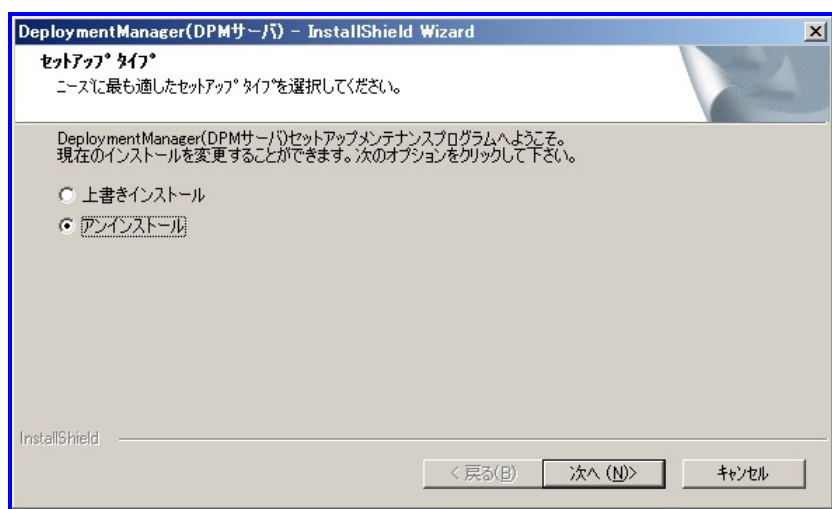 DeploymentManager(DPMサーバ) - InstallShield Wizard
セットアップ タイプ
ニーズに最も適したセットアップ タイプを選択してください。
DeploymentManager(DPMサーバ)セットアップメンテナンスプログラムへようこそ。
現在のインストールを変更することができます。次のオプションをクリックして下さい。
上書きインストール
アンインストール
InstallShield
< 戻る(B)
次へ (N)>
キャンセル